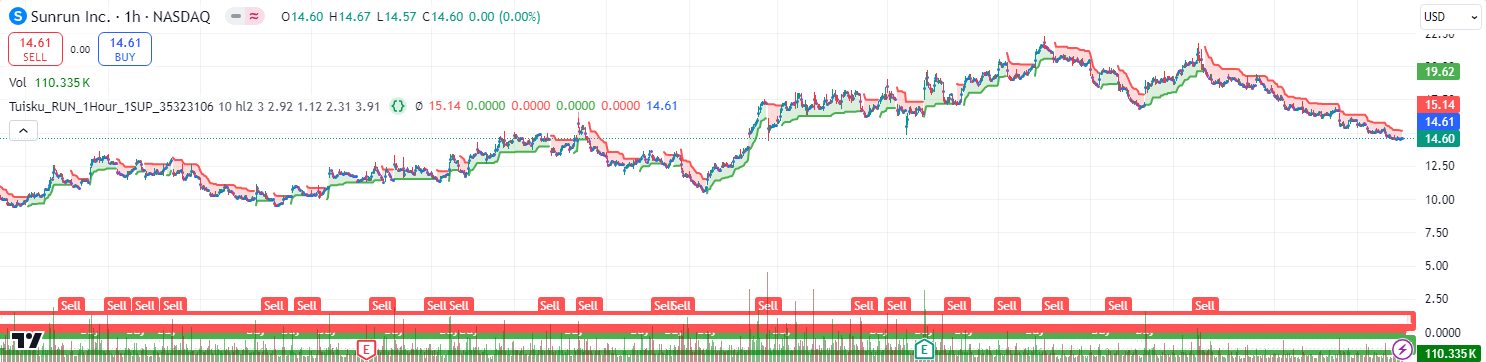 S Sunrun Inc. · 1h · NASDAQ O14.60 H14.67 L14.57 C14.60 0.00 (0.00%)
USD
14.61 0.00 14.61
SELL BUY
Vol 110.335 K
Tuisku_RUN_1Hour_1SUP_35323106 10 hl2 3 2.92 1.12 2.31 3.91 {} Ø 15.14 0.0000 0.0000 0.0000 0.0000 14.61
22.50
19.62
15.14
14.61
14.60
12.50
10.00
7.50
5.00
2.50
0.0000
110.335K
Sell Sell Sell Sell Sell Sell Sell Sell Sell Sell Sell Sell Sell Sell Sell Sell Sell Sell Sell Sell Sell
E E